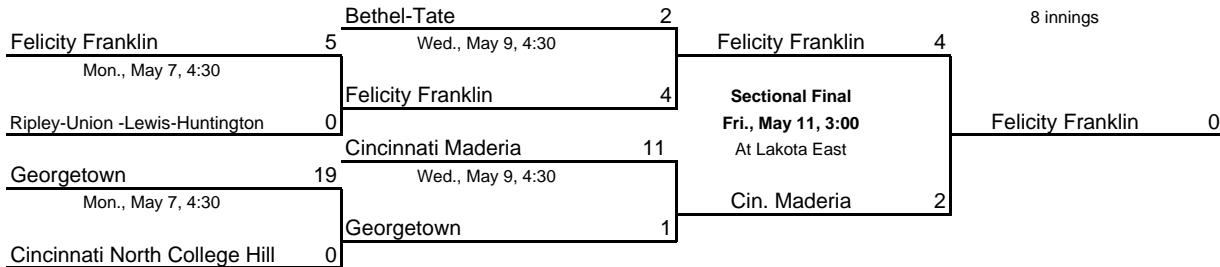 Bethel-Tate 2 8 innings
Felicity Franklin 5 Wed., May 9, 4:30 Felicity Franklin 4
Mon., May 7, 4:30
Felicity Franklin 4 Sectional Final
Ripley-Union -Lewis-Huntington 0 Fri., May 11, 3:00 Felicity Franklin 0
Cincinnati Maderia 11 At Lakota East
Georgetown 19 Wed., May 9, 4:30
Mon., May 7, 4:30 Cin. Maderia 2
Georgetown 1
Cincinnati North College Hill 0